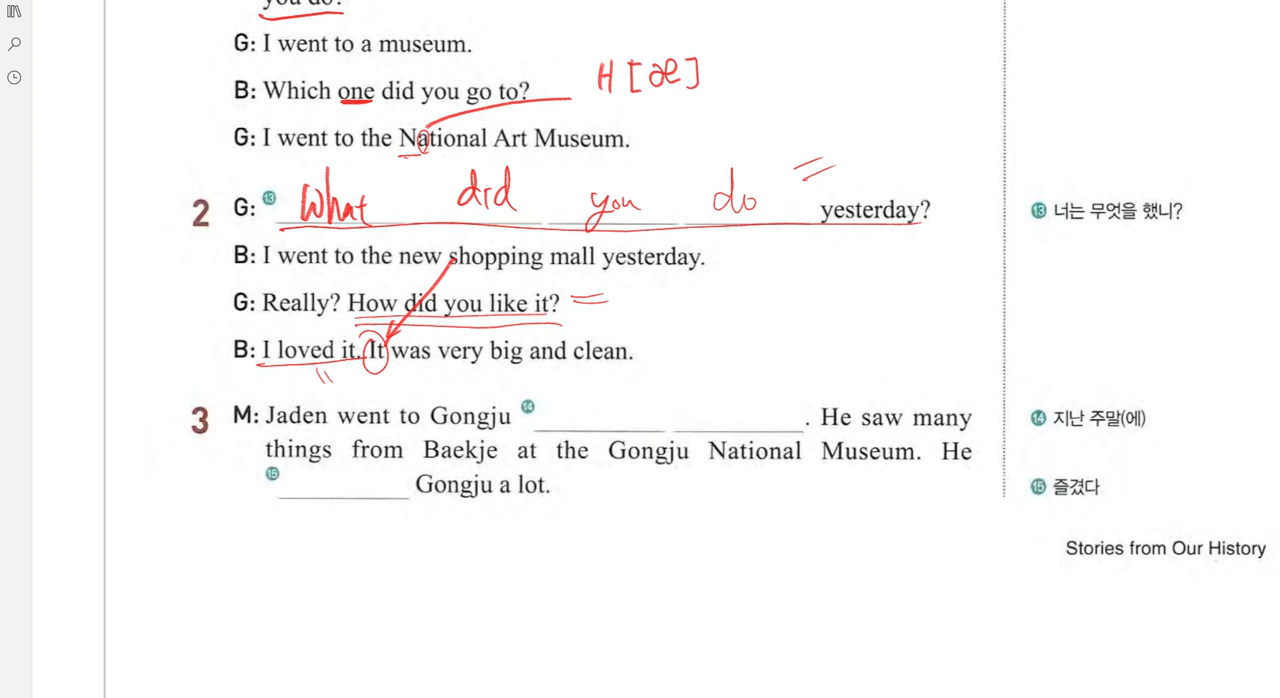 you do?
G: I went to a museum.
H [æ]
B: Which one did you go to?
G: I went to the National Art Museum.
2 G: ⑬ What did you do yesterday?
⑬ 너는 무엇을 했니?
B: I went to the new shopping mall yesterday.
G: Really? How did you like it?
B: I loved it. It was very big and clean.
3 M: Jaden went to Gongju ⑭ ________ ________. He saw many
⑭ 지난 주말(에)
things from Baekje at the Gongju National Museum. He
⑮ ________ Gongju a lot.
⑮ 즐겼다
Stories from Our History